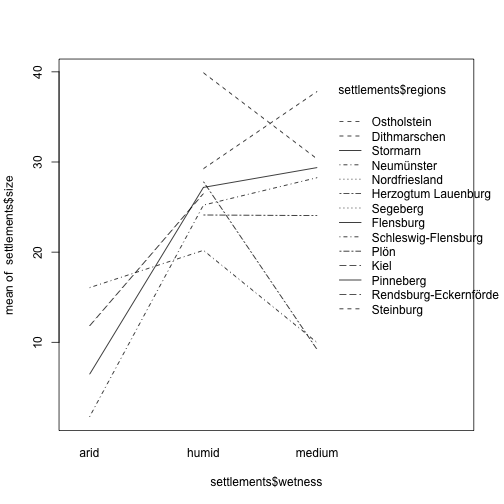 settlements$regions
Ostholstein
Dithmarschen
Stormarn
Neumünster
Nordfriesland
Herzogtum Lauenburg
Segeberg
Flensburg
Schleswig-Flensburg
Plön
Kiel
Pinneberg
Rendsburg-Eckernförde
Steinburg
mean of settlements$size
40
30
20
10
arid humid medium
settlements$wetness